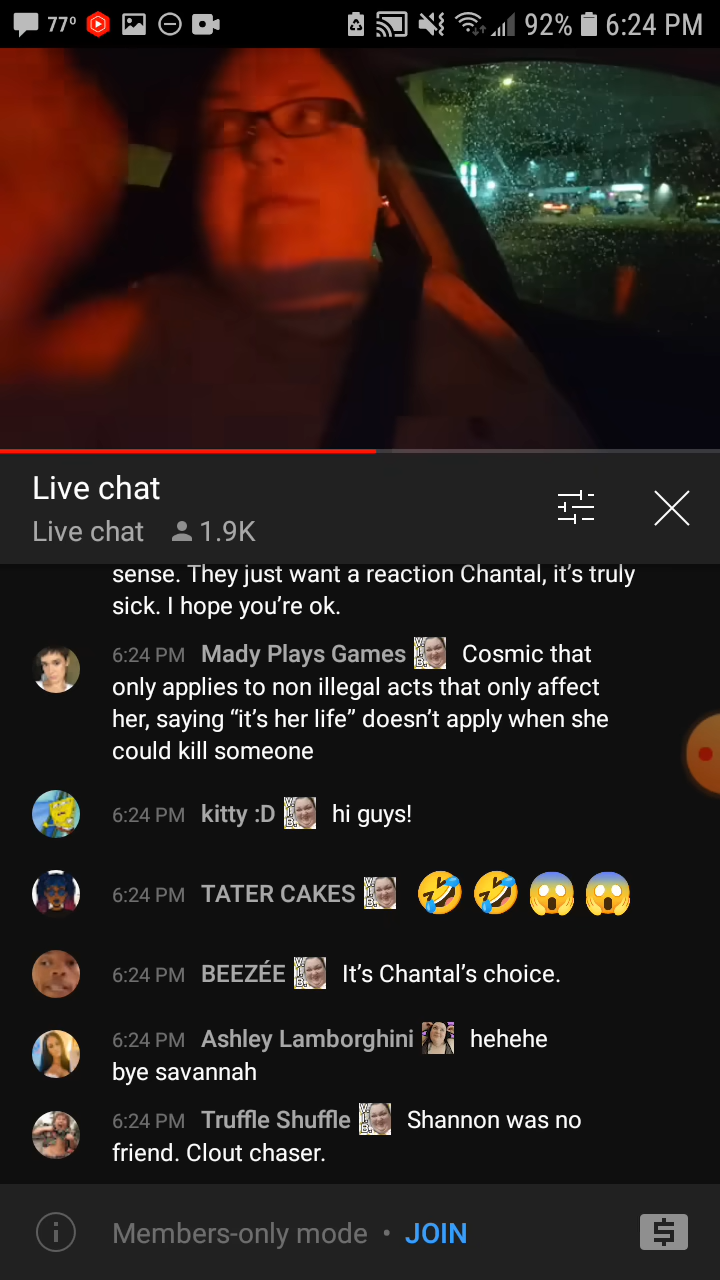 77° 92% 6:24 PM
Live chat
Live chat 1.9K
sense. They just want a reaction Chantal, it’s truly
sick. I hope you’re ok.
6:24 PM Mady Plays Games Cosmic that
only applies to non illegal acts that only affect
her, saying “it’s her life” doesn’t apply when she
could kill someone
6:24 PM kitty :D hi guys!
6:24 PM TATER CAKES 🤣 🤣 😱 😱
6:24 PM BEEZÉE It’s Chantal’s choice.
6:24 PM Ashley Lamborghini hehehe
bye savannah
6:24 PM Truffle Shuffle Shannon was no
friend. Clout chaser.
Members-only mode • JOIN